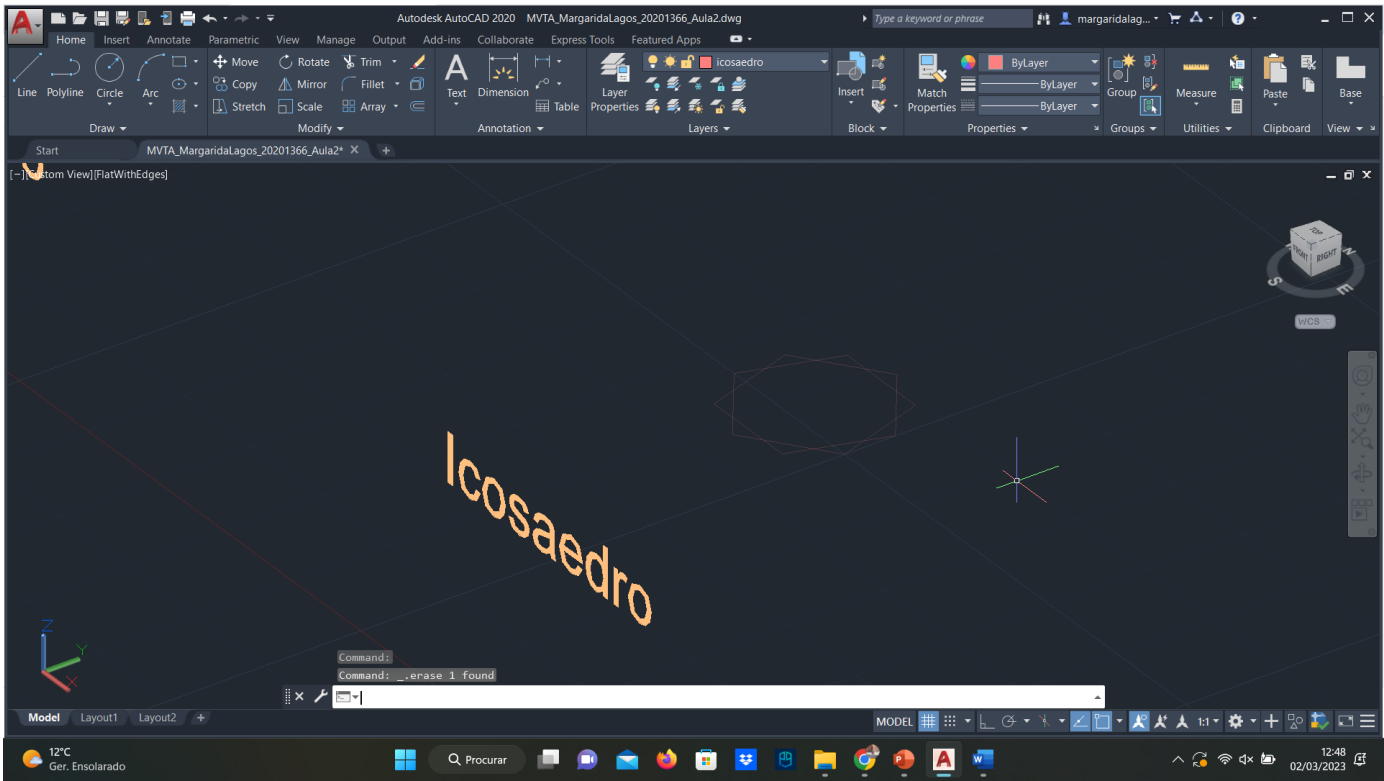 Autodesk AutoCAD 2020 MVTA_MargaridaLagos_20201366_Aula2.dwg
Type a keyword or phrase
margaridalag...
Home Insert Annotate Parametric View Manage Output Add-ins Collaborate Express Tools Featured Apps
Move Rotate Trim icosaedro ByLayer
Line Polyline Circle Arc Copy Mirror Fillet Text Dimension Layer Properties Insert Match Properties ByLayer Group Measure Paste Base
Stretch Scale Array Table ByLayer
Draw Modify Annotation Layers Block Properties Groups Utilities Clipboard View
Start MVTA_MargaridaLagos_20201366_Aula2*
[−][Custom View][FlatWithEdges]
TOP
FRONT RIGHT
N
S E
WCS
Icosaedro
Z
Y
X
Command:
Command: _.erase 1 found
Model Layout1 Layout2 MODEL 1:1
12°C
Ger. Ensolarado
Procurar
12:48
02/03/2023